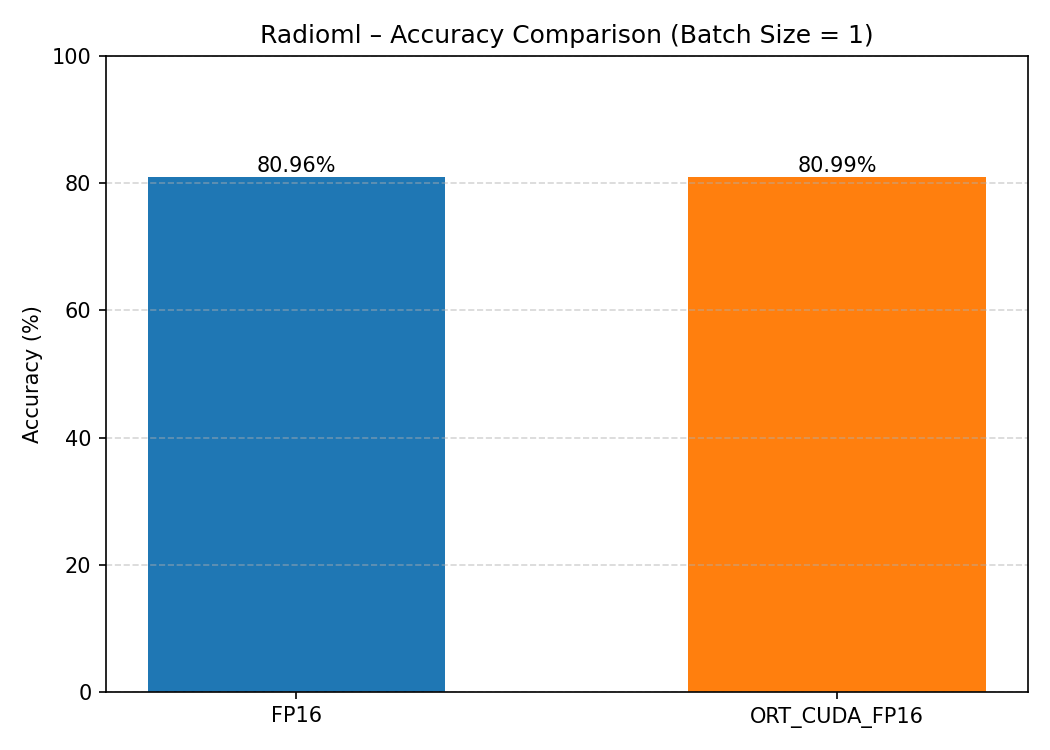 Radioml – Accuracy Comparison (Batch Size = 1)
Accuracy (%)
100
80
60
40
20
0
80.96%
80.99%
FP16
ORT_CUDA_FP16